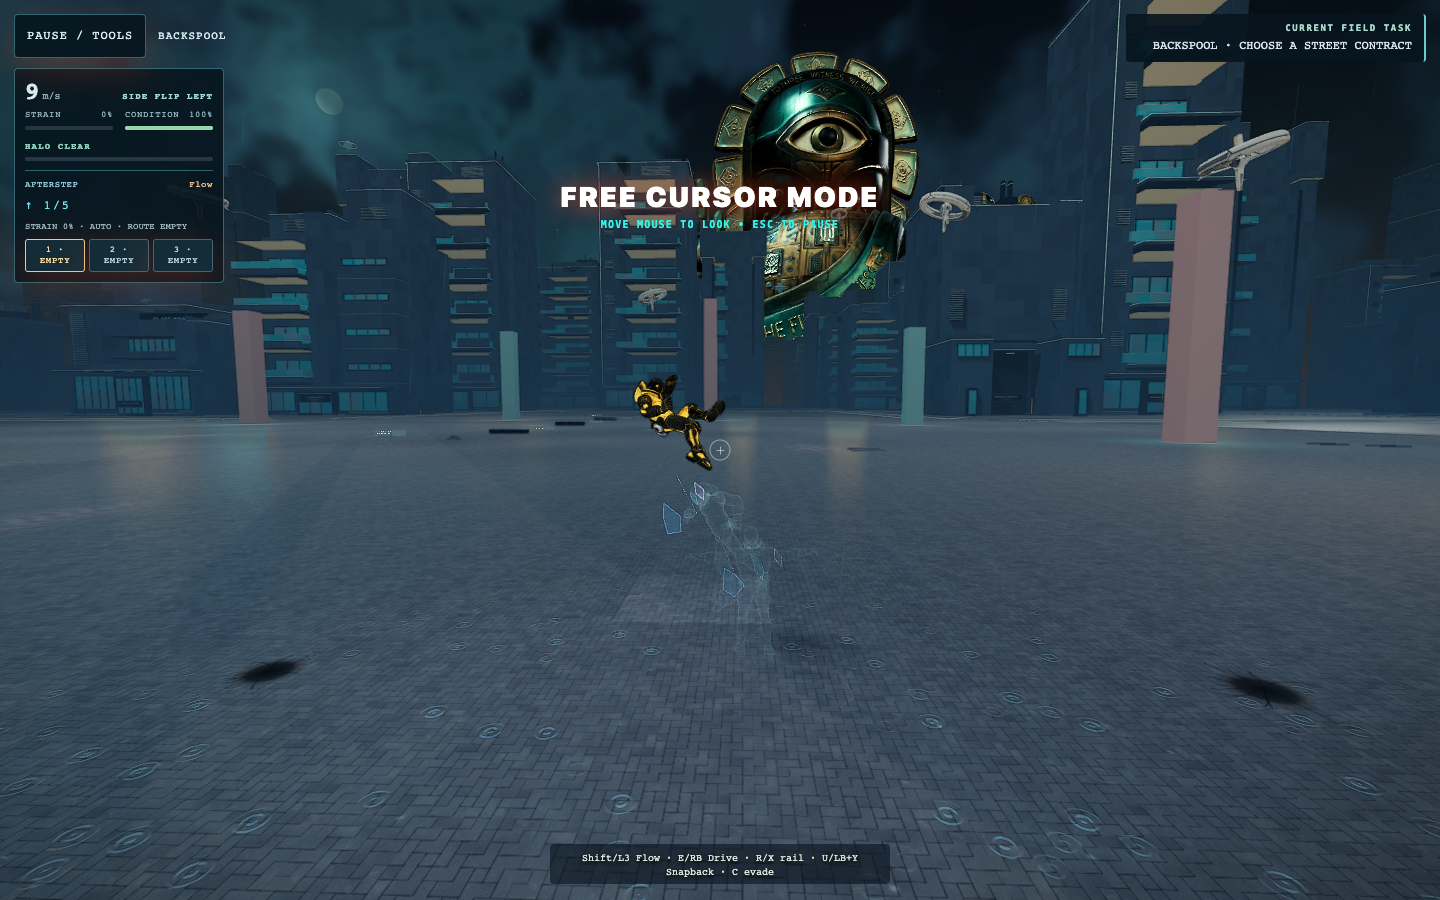 PAUSE / TOOLS
BACKSPOOL
CURRENT FIELD TASK
BACKSPOOL · CHOOSE A STREET CONTRACT
9 m/s
SIDE FLIP LEFT
STRAIN 0%
CONDITION 100%
HALO CLEAR
AFTERSTEP
Flow
↑ 1/5
STRAIN 0% · AUTO · ROUTE EMPTY
1 · EMPTY
2 · EMPTY
3 · EMPTY
FREE CURSOR MODE
MOVE MOUSE TO LOOK · ESC TO PAUSE
HE FI
Shift/L3 Flow · E/RB Drive · R/X rail · U/LB+Y
Snapback · C evade